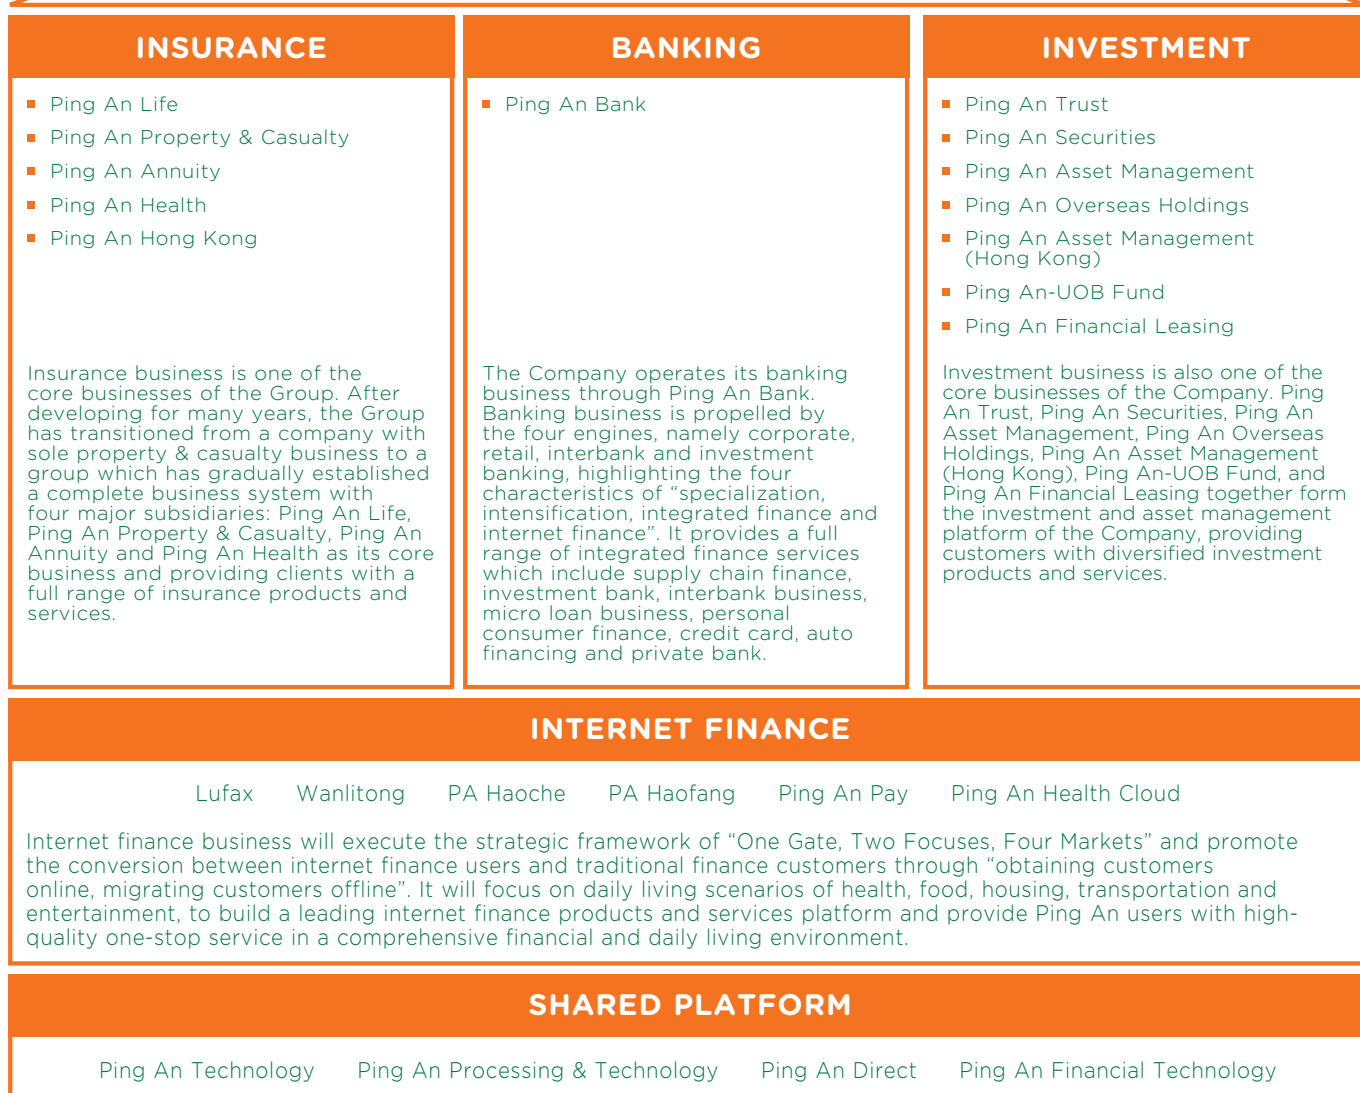 INSURANCE
Ping An Life
Ping An Property & Casualty
Ping An Annuity
Ping An Health
Ping An Hong Kong
Insurance business is one of the
core businesses of the Group. After
developing for many years, the Group
has transitioned from a company with
sole property & casualty business to a
group which has gradually established
a complete business system with
four major subsidiaries: Ping An Life,
Ping An Property & Casualty, Ping An
Annuity and Ping An Health as its core
business and providing clients with a
full range of insurance products and
services.
BANKING
Ping An Bank
The Company operates its banking
business through Ping An Bank.
Banking business is propelled by
the four engines, namely corporate,
retail, interbank and investment
banking, highlighting the four
characteristics of “specialization,
intensification, integrated finance and
internet finance”. It provides a full
range of integrated finance services
which include supply chain finance,
investment bank, interbank business,
micro loan business, personal
consumer finance, credit card, auto
financing and private bank.
INVESTMENT
Ping An Trust
Ping An Securities
Ping An Asset Management
Ping An Overseas Holdings
Ping An Asset Management
(Hong Kong)
Ping An-UOB Fund
Ping An Financial Leasing
Investment business is also one of the
core businesses of the Company. Ping
An Trust, Ping An Securities, Ping An
Asset Management, Ping An Overseas
Holdings, Ping An Asset Management
(Hong Kong), Ping An-UOB Fund, and
Ping An Financial Leasing together form
the investment and asset management
platform of the Company, providing
customers with diversified investment
products and services.
INTERNET FINANCE
Lufax Wanlitong PA Haoche PA Haofang Ping An Pay Ping An Health Cloud
Internet finance business will execute the strategic framework of “One Gate, Two Focuses, Four Markets” and promote
the conversion between internet finance users and traditional finance customers through “obtaining customers
online, migrating customers offline”. It will focus on daily living scenarios of health, food, housing, transportation and
entertainment, to build a leading internet finance products and services platform and provide Ping An users with high-
quality one-stop service in a comprehensive financial and daily living environment.
SHARED PLATFORM
Ping An Technology Ping An Processing & Technology Ping An Direct Ping An Financial Technology